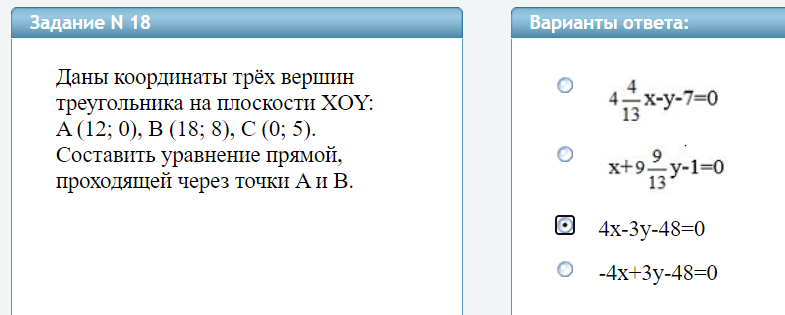 Задание N 18
Даны координаты трёх вершин
треугольника на плоскости XOY:
A (12; 0), B (18; 8), C (0; 5).
Составить уравнение прямой,
проходящей через точки A и B.
Варианты ответа:
4 4/13 x-y-7=0
x+9 9/13 y-1=0
4x-3y-48=0
-4x+3y-48=0